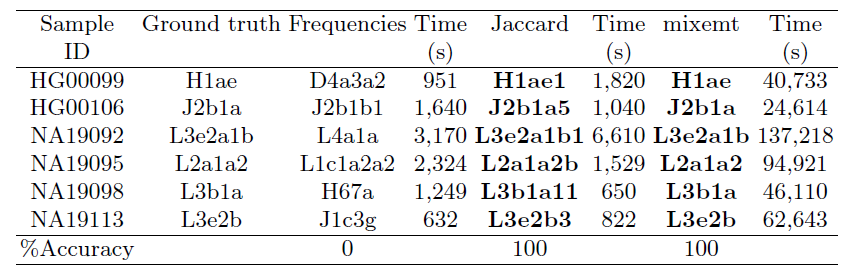 Sample Ground truth Frequencies Time Jaccard Time mixemt Time
ID (s) (s) (s)
HG00099 H1ae D4a3a2 951 H1ae1 1,820 H1ae 40,733
HG00106 J2b1a J2b1b1 1,640 J2b1a5 1,040 J2b1a 24,614
NA19092 L3e2a1b L4a1a 3,170 L3e2a1b1 6,610 L3e2a1b 137,218
NA19095 L2a1a2 L1c1a2a2 2,324 L2a1a2b 1,529 L2a1a2 94,921
NA19098 L3b1a H67a 1,249 L3b1a11 650 L3b1a 46,110
NA19113 L3e2b J1c3g 632 L3e2b3 822 L3e2b 62,643
%Accuracy 0 100 100